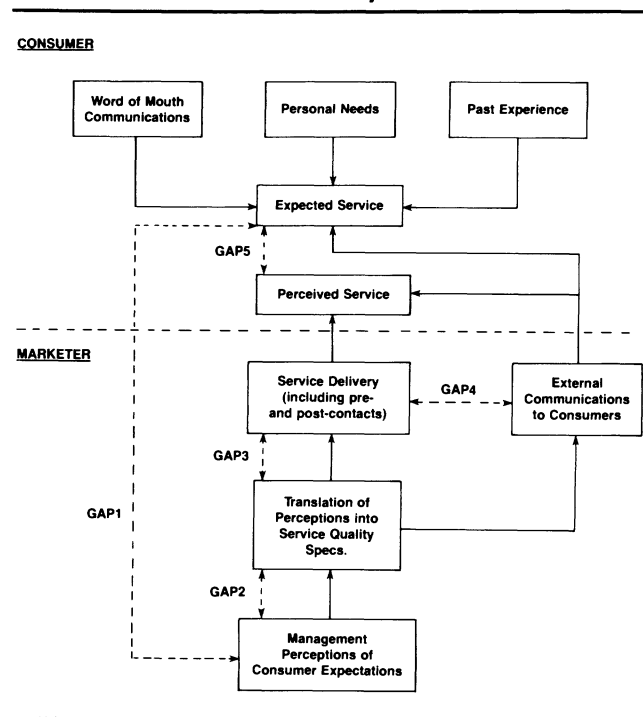 CONSUMER
Word of Mouth
Communications
Personal Needs
Past Experience
Expected Service
GAP5
Perceived Service
MARKETER
Service Delivery
(including pre-
and post-contacts)
GAP4
External
Communications
to Consumers
GAP3
GAP1
Translation of
Perceptions into
Service Quality
Specs.
GAP2
Management
Perceptions of
Consumer Expectations